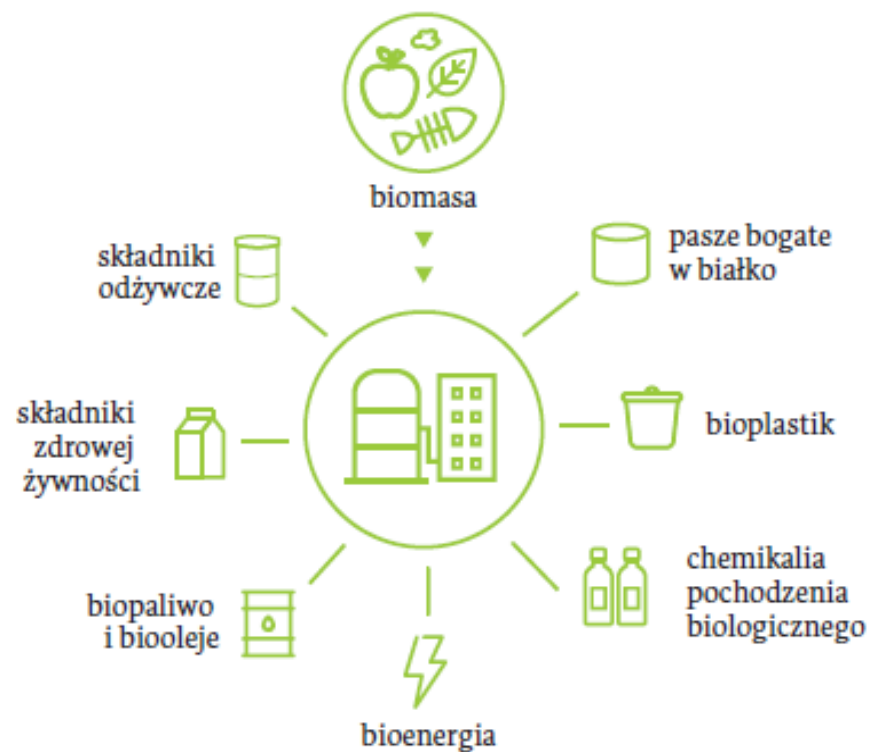 biomasa
składniki
odżywcze
pasze bogate
w białko
składniki
zdrowej
żywności
bioplastik
biopaliwo
i biooleje
chemikalia
pochodzenia
biologicznego
bioenergia